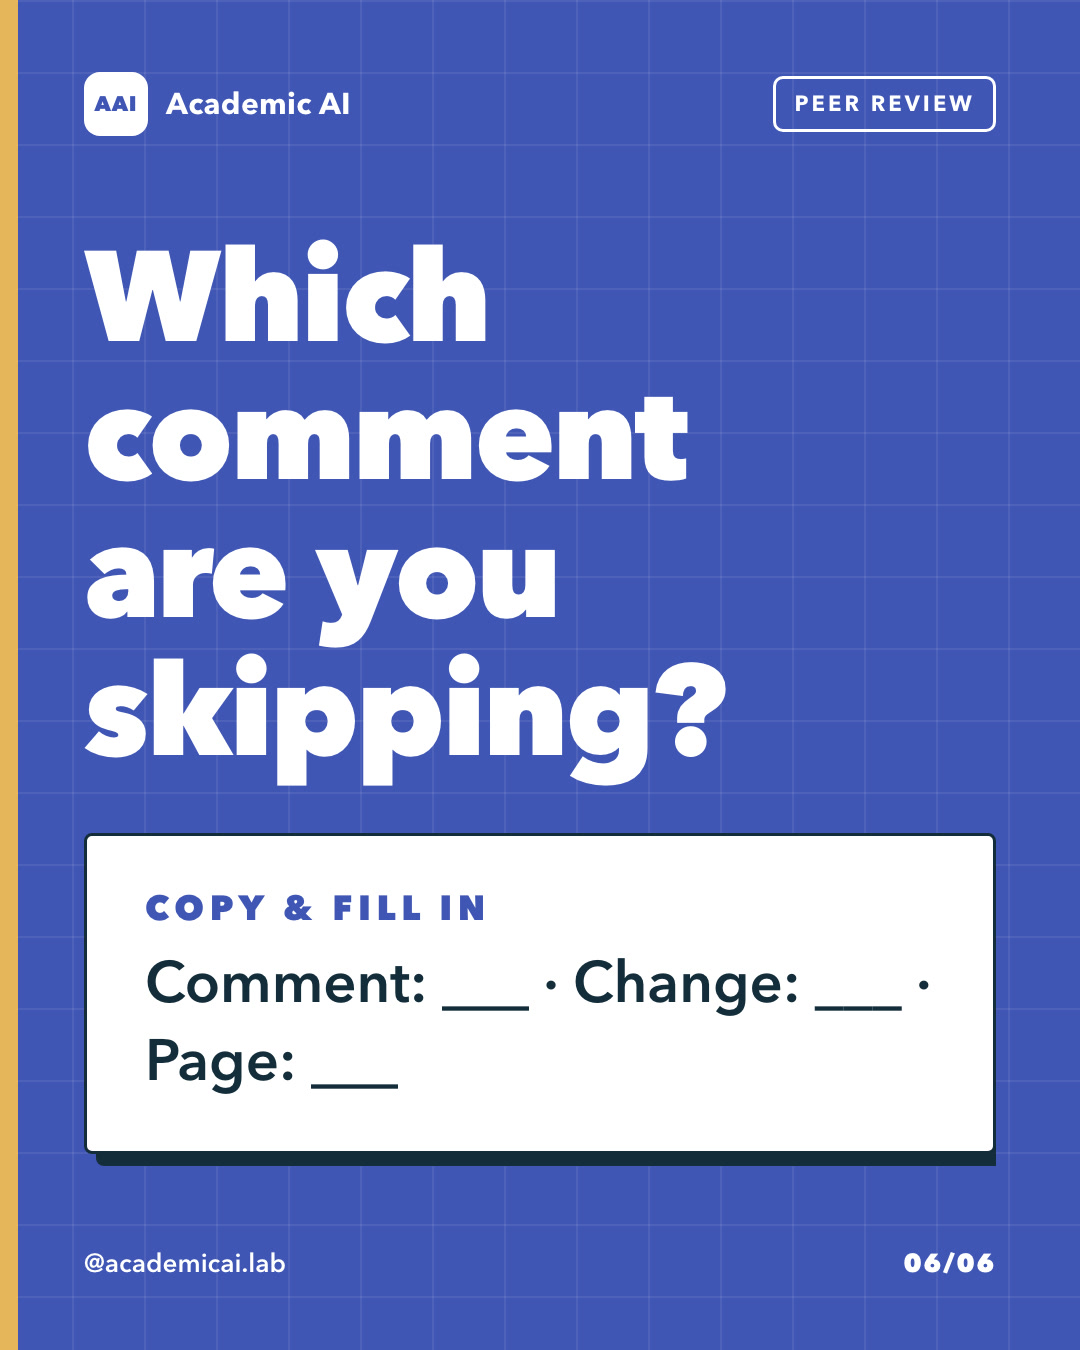 AAI Academic AI
PEER REVIEW
Which
comment
are you
skipping?
COPY & FILL IN
Comment: ___ · Change: ___ ·
Page: ___
@academicai.lab
06/06